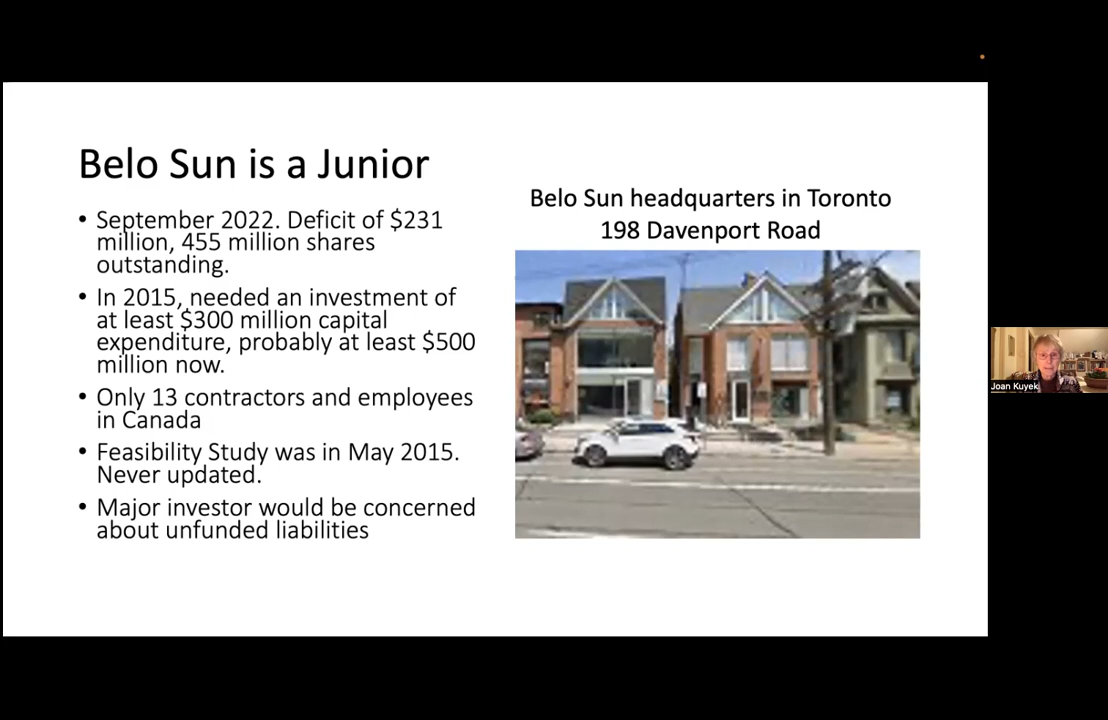 Belo Sun is a Junior
• September 2022. Deficit of $231
million, 455 million shares
outstanding.
• In 2015, needed an investment of
at least $300 million capital
expenditure, probably at least $500
million now.
• Only 13 contractors and employees
in Canada
• Feasibility Study was in May 2015.
Never updated.
• Major investor would be concerned
about unfunded liabilities
Belo Sun headquarters in Toronto
198 Davenport Road
Joan Kuyek